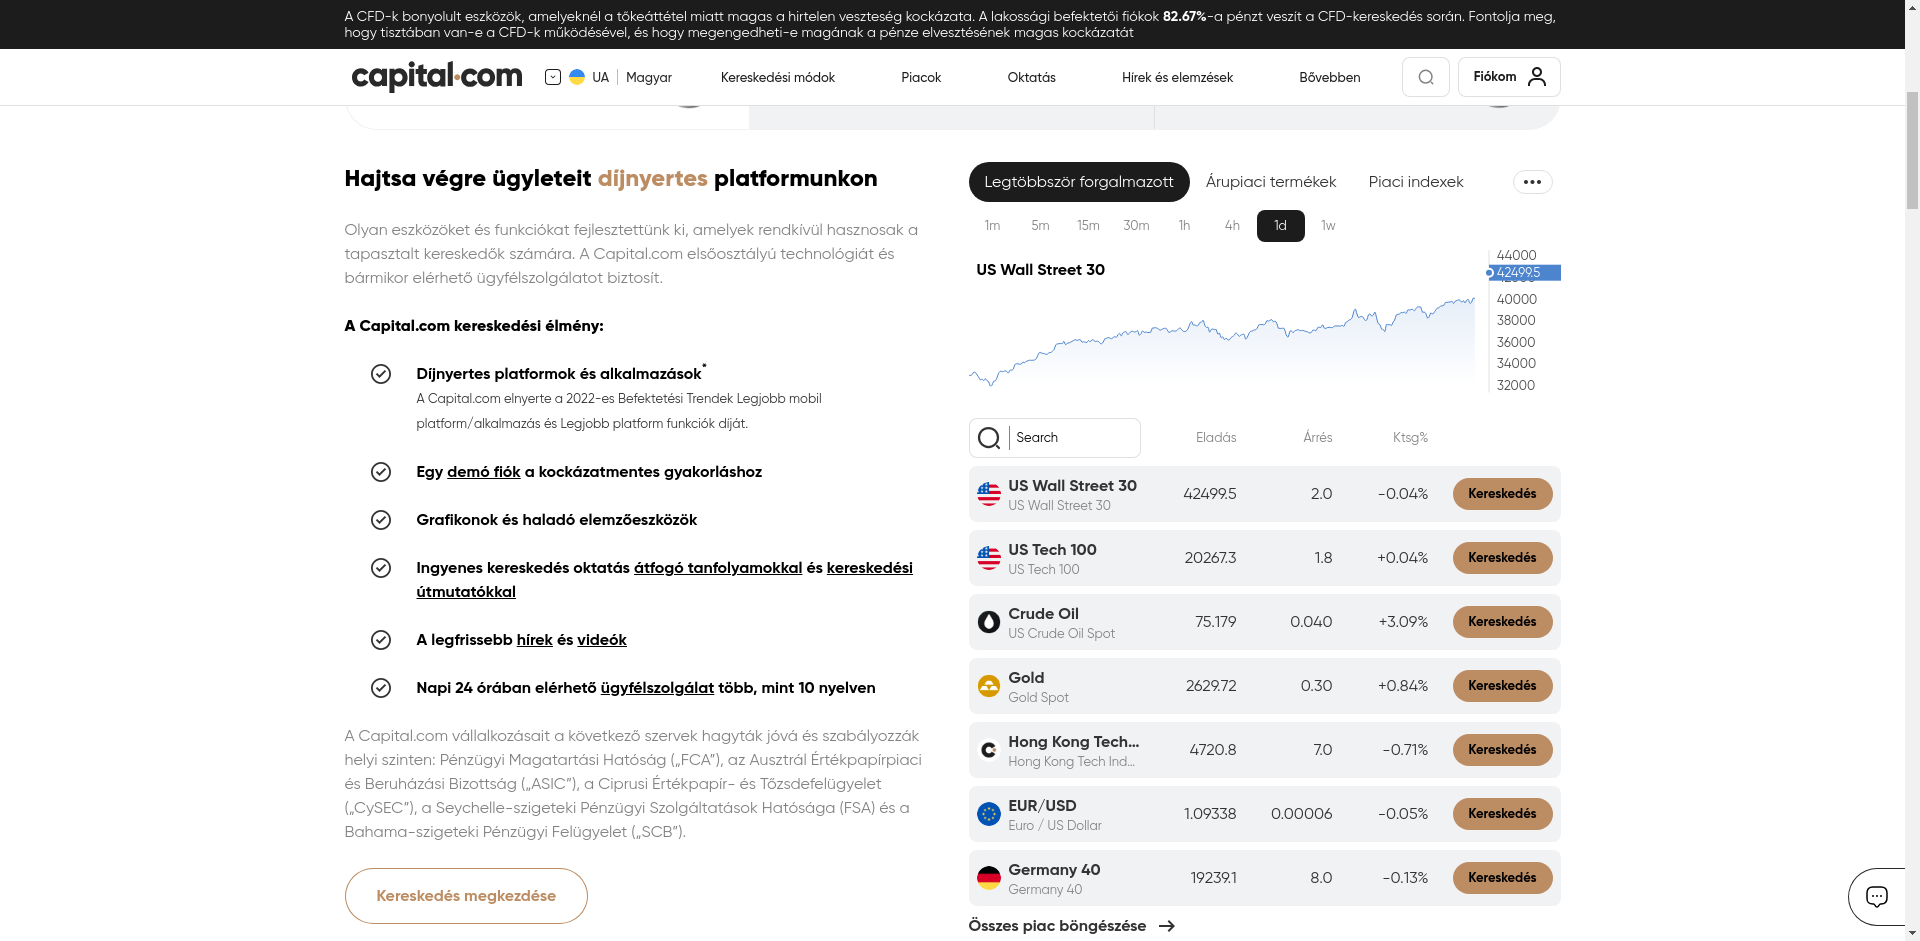 A CFD-k bonyolult eszközök, amelyeknél a tőkeáttétel miatt magas a hirtelen veszteség kockázata. A lakossági befektetői fiókok 82.67%-a pénzt veszít a CFD-kereskedés során. Fontolja meg,
hogy tisztában van-e a CFD-k működésével, és hogy megengedheti-e magának a pénze elvesztésének magas kockázatát
capital.com
UA | Magyar
Kereskedési módok
Piacok
Oktatás
Hírek és elemzések
Bővebben
Fiókom
Hajtsa végre ügyleteit díjnyertes platformunkon
Olyan eszközöket és funkciókat fejlesztettünk ki, amelyek rendkívül hasznosak a
tapasztalt kereskedők számára. A Capital.com elsőosztályú technológiát és
bármikor elérhető ügyfélszolgálatot biztosít.
A Capital.com kereskedési élmény:
Díjnyertes platformok és alkalmazások*
A Capital.com elnyerte a 2022-es Befektetési Trendek Legjobb mobil
platform/alkalmazás és Legjobb platform funkciók díját.
Egy demó fiók a kockázatmentes gyakorláshoz
Grafikonok és haladó elemzőeszközök
Ingyenes kereskedés oktatás átfogó tanfolyamokkal és kereskedési
útmutatókkal
A legfrissebb hírek és videók
Napi 24 órában elérhető ügyfélszolgálat több, mint 10 nyelven
A Capital.com vállalkozásait a következő szervek hagyták jóvá és szabályozzák
helyi szinten: Pénzügyi Magatartási Hatóság („FCA”), az Ausztrál Értékpapírpiaci
és Beruházási Bizottság („ASIC”), a Ciprusi Értékpapír- és Tőzsdefelügyelet
(„CySEC”), a Seychelle-szigeteki Pénzügyi Szolgáltatások Hatósága (FSA) és a
Bahama-szigeteki Pénzügyi Felügyelet („SCB”).
Kereskedés megkezdése
Legtöbbször forgalmazott
Árupiaci termékek
Piaci indexek
1m 5m 15m 30m 1h 4h 1d 1w
US Wall Street 30
44000
42499.5
42000
40000
38000
36000
34000
32000
Search
Eladás Árrés Ktsg%
US Wall Street 30
US Wall Street 30
42499.5 2.0 -0.04% Kereskedés
US Tech 100
US Tech 100
20267.3 1.8 +0.04% Kereskedés
Crude Oil
US Crude Oil Spot
75.179 0.040 +3.09% Kereskedés
Gold
Gold Spot
2629.72 0.30 +0.84% Kereskedés
Hong Kong Tech...
Hong Kong Tech Ind...
4720.8 7.0 -0.71% Kereskedés
EUR/USD
Euro / US Dollar
1.09338 0.00006 -0.05% Kereskedés
Germany 40
Germany 40
19239.1 8.0 -0.13% Kereskedés
Összes piac böngészése